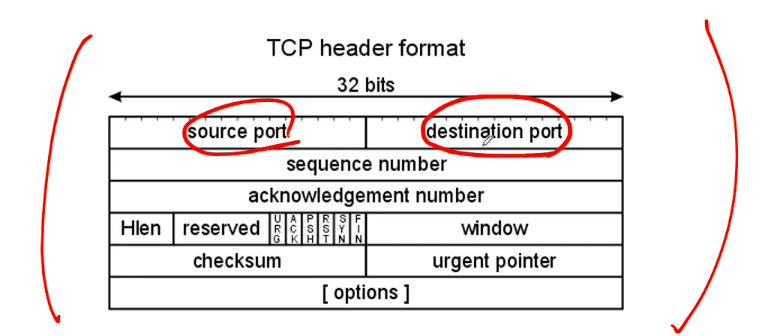 TCP header format
32 bits
source port destination port
sequence number
acknowledgement number
Hlen reserved URG ACK PSH RST SYN FIN window
checksum urgent pointer
[ options ]